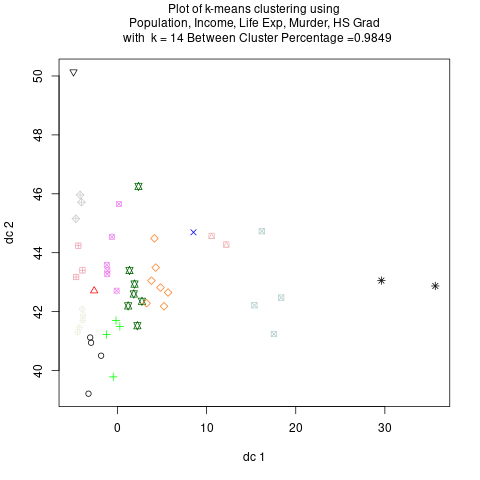 Plot of k-means clustering using
Population, Income, Life Exp, Murder, HS Grad
with k = 14 Between Cluster Percentage =0.9849
50
48
46
44
42
40
dc 2
0
10
20
30
dc 1